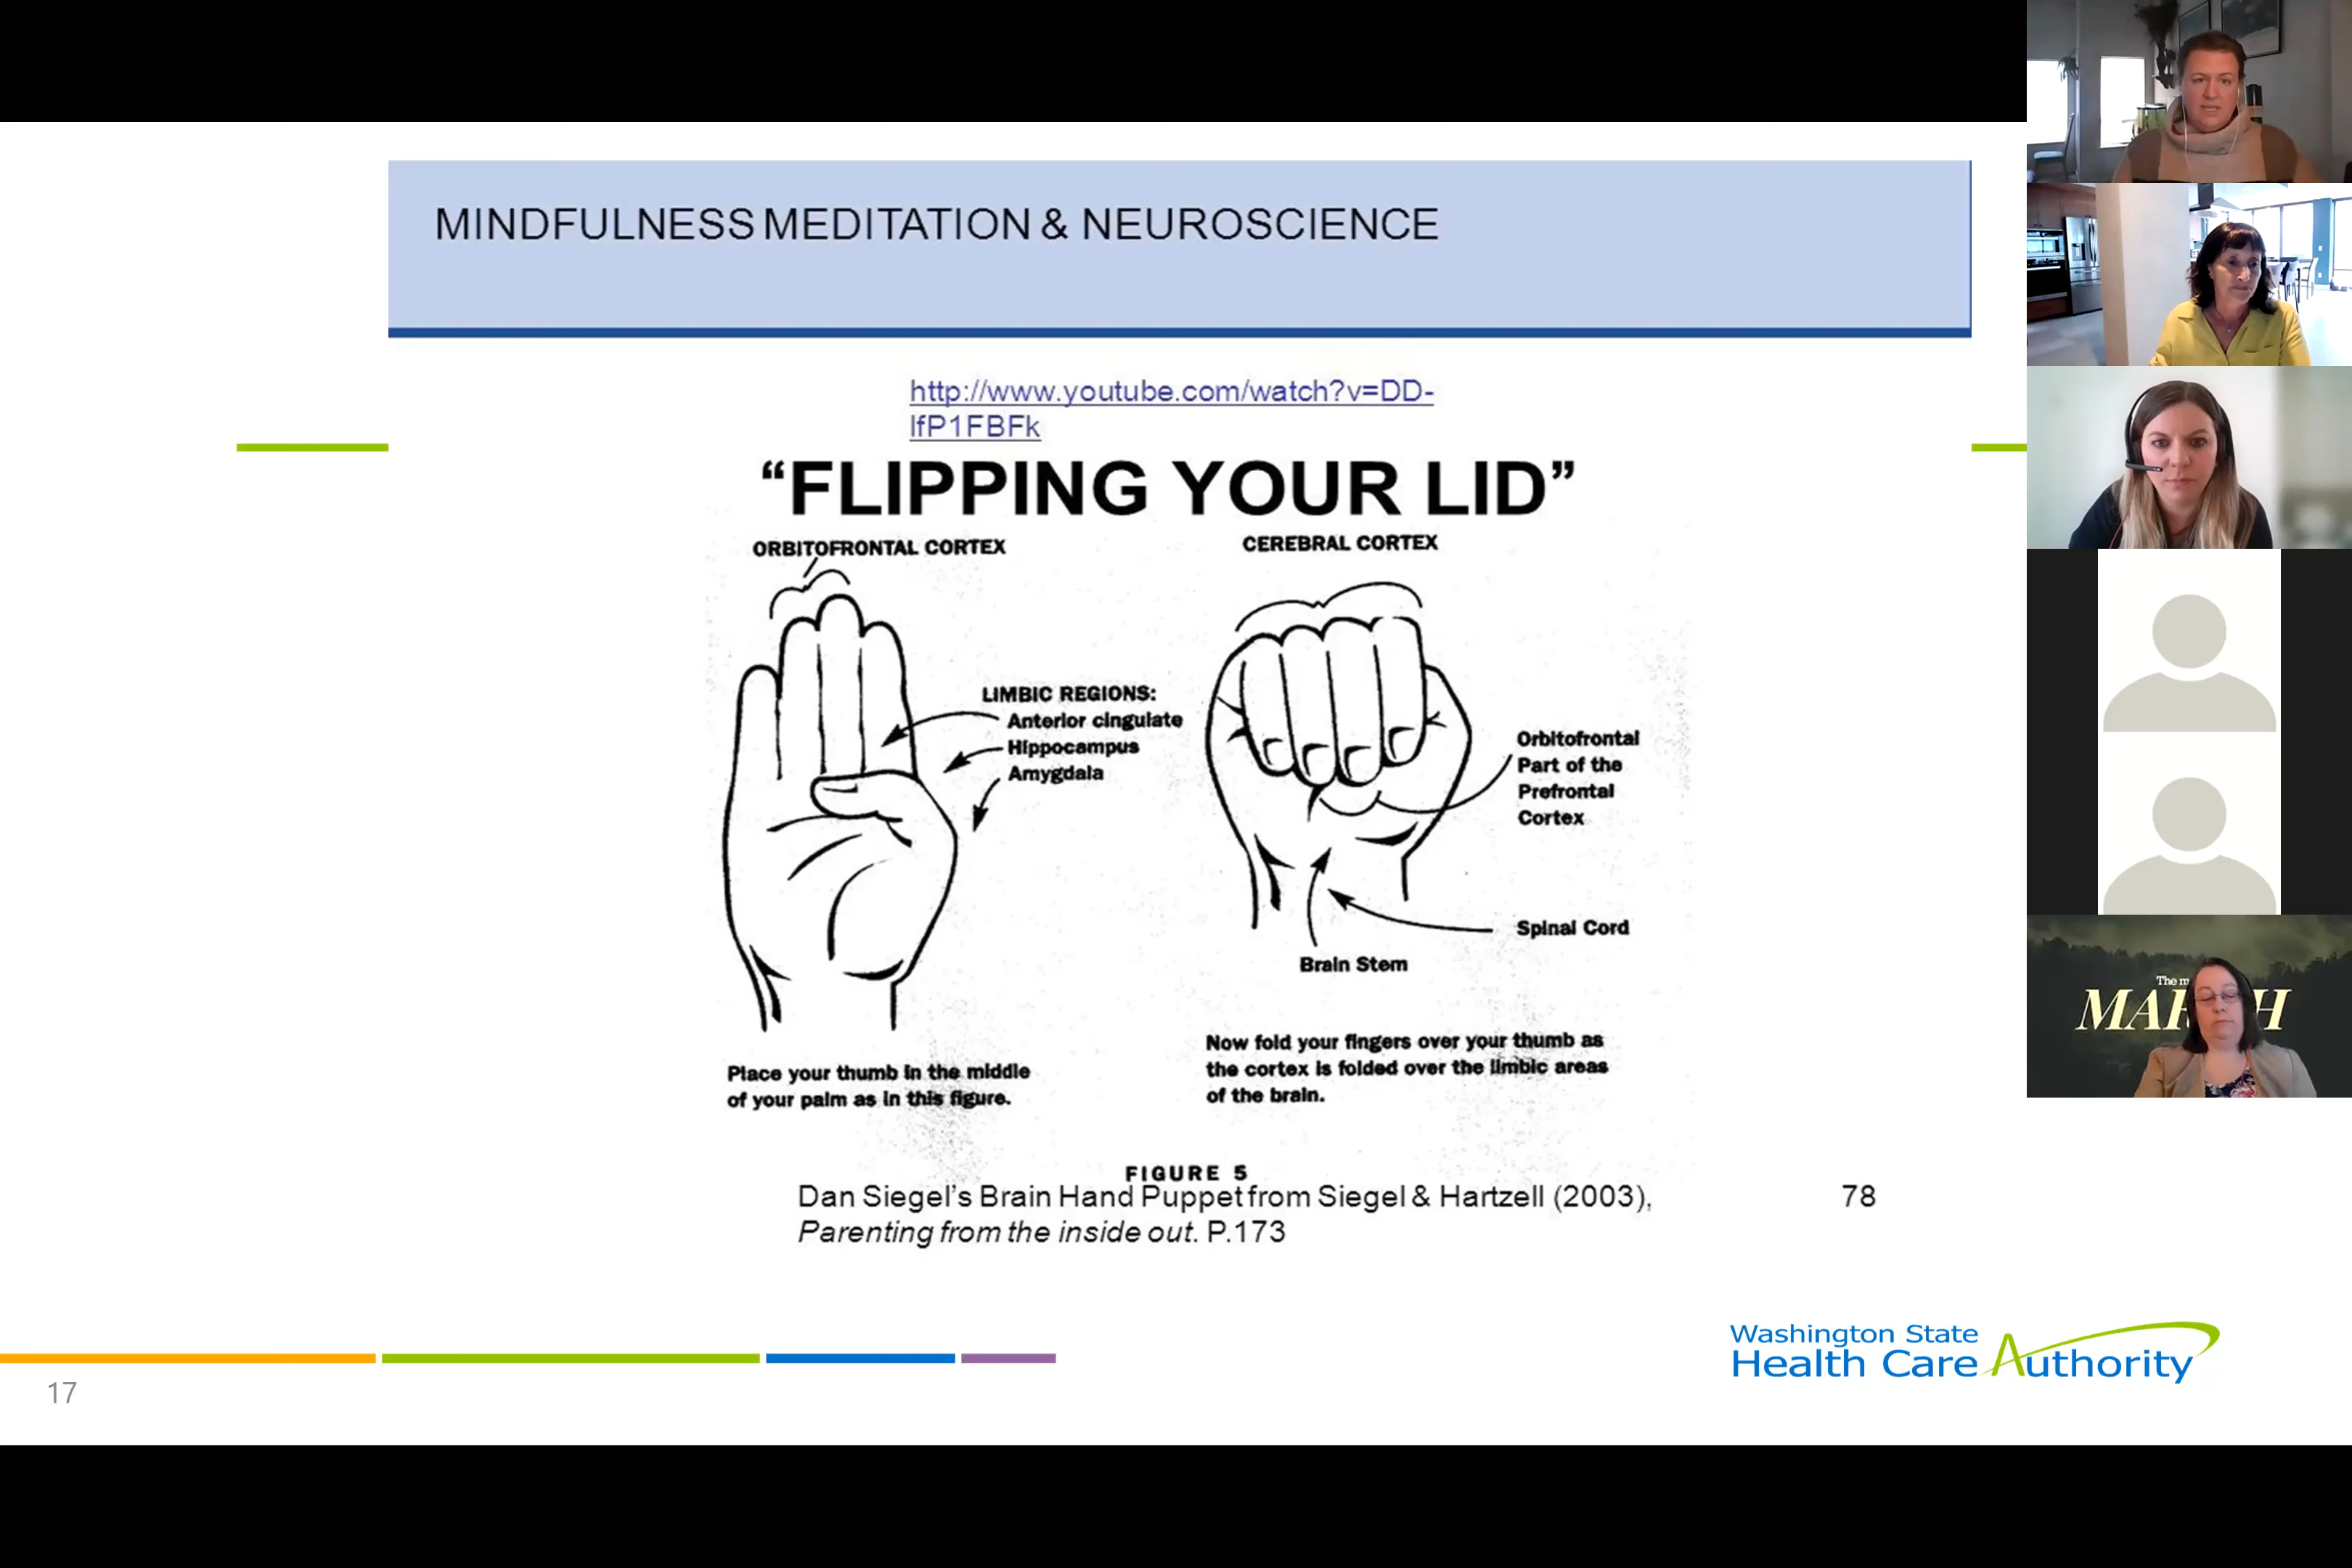 MINDFULNESS MEDITATION & NEUROSCIENCE
http://www.youtube.com/watch?v=DD-
lfP1FBFk
“FLIPPING YOUR LID”
ORBITOFRONTAL CORTEX
CEREBRAL CORTEX
LIMBIC REGIONS:
Anterior cingulate
Hippocampus
Amygdala
Orbitofrontal
Part of the
Prefrontal
Cortex
Spinal Cord
Brain Stem
Place your thumb in the middle
of your palm as in this figure.
Now fold your fingers over your thumb as
the cortex is folded over the limbic areas
of the brain.
FIGURE 5
Dan Siegel’s Brain Hand Puppet from Siegel & Hartzell (2003),
Parenting from the inside out. P.173
78
Washington State
Health Care Authority
17
The